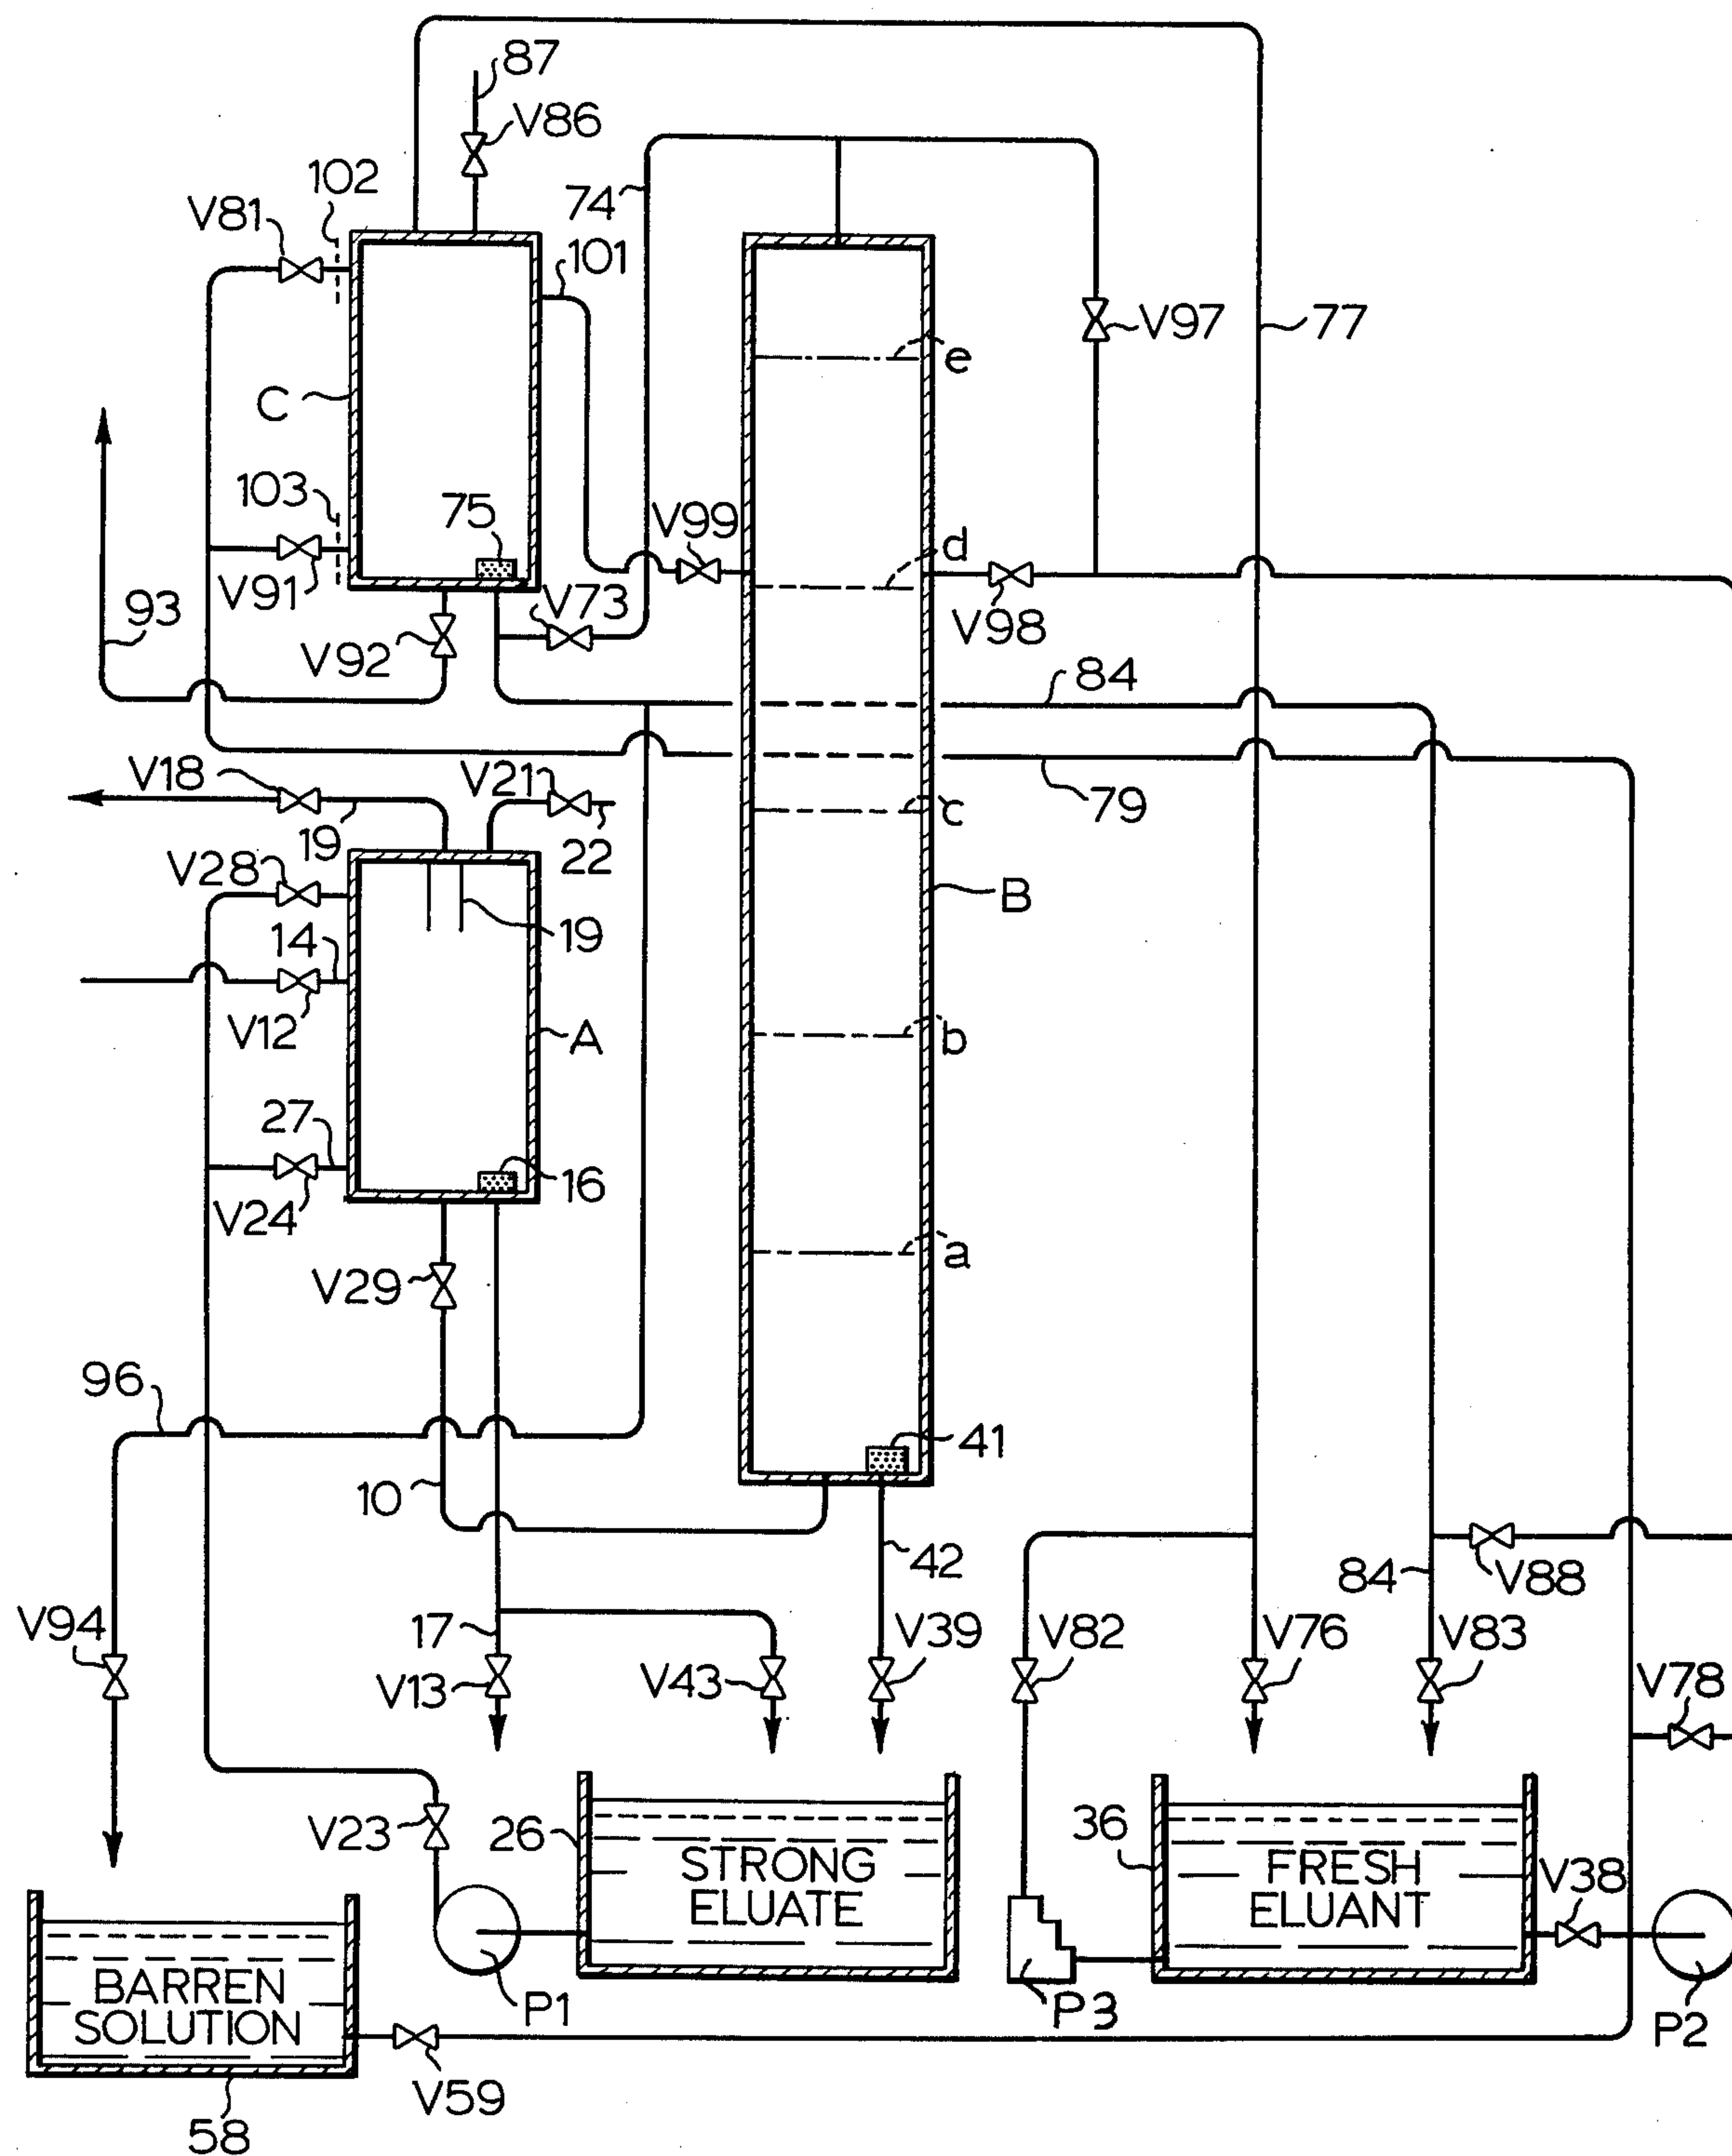 87
V86
102
V81
74
101
V97
77
e
C
103
75
V99
d
93
V91
V73
V98
V92
84
V18
V21
79
19
22
c
V28
B
19
14
V12
A
b
27
16
V24
a
V29
96
41
10
42
84
V88
V94
17
V39
V82
V76
V83
V13
V43
V78
V23
26
STRONG
ELUATE
36
FRESH
ELUANT
V38
BARREN
SOLUTION
P1
P3
P2
V59
58